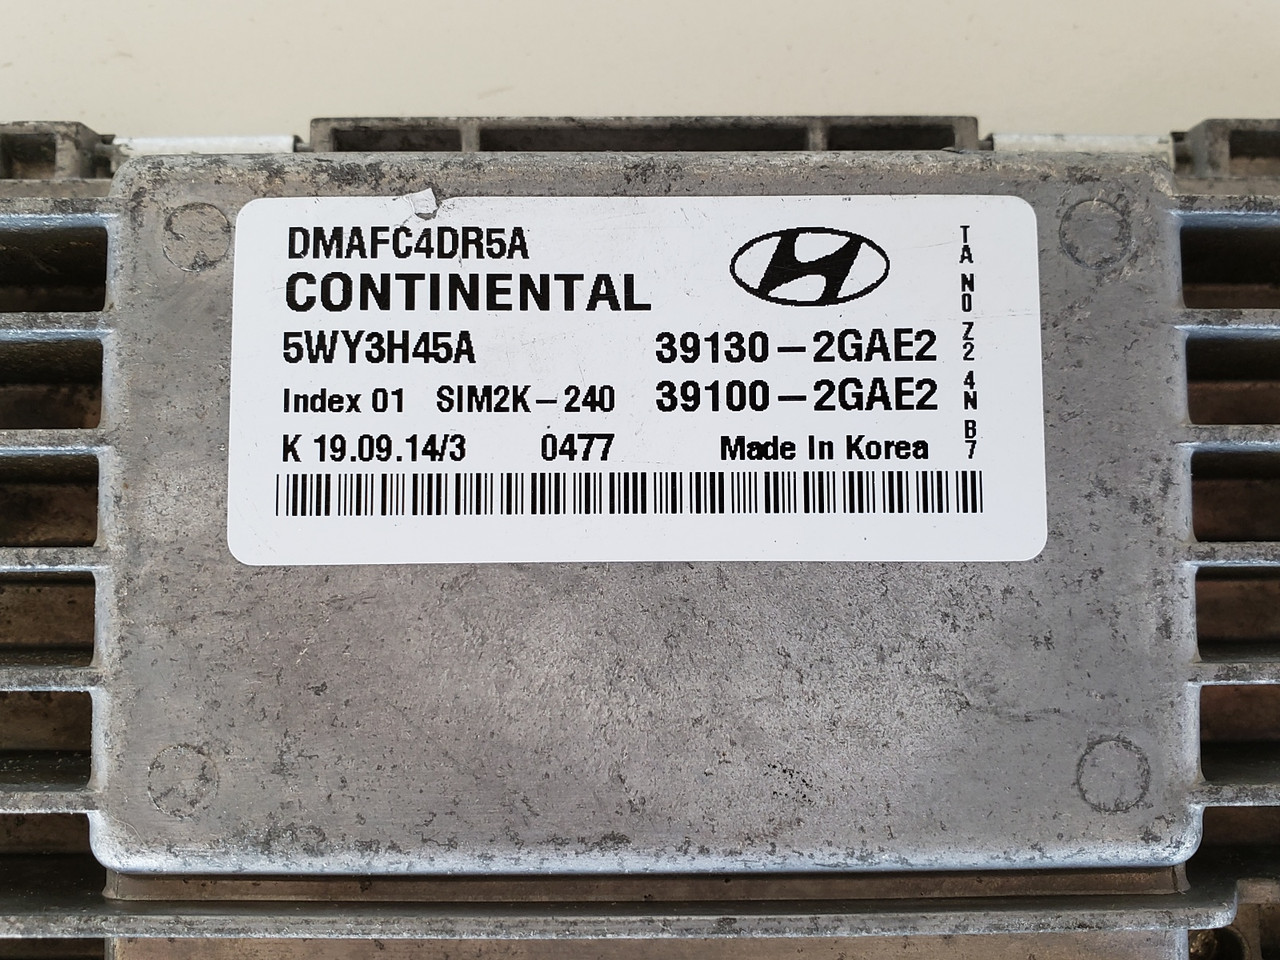 DMAFC4DR5A
CONTINENTAL
5WY3H45A 39130-2GAE2
Index 01 SIM2K-240 39100-2GAE2
K 19.09.14/3 0477 Made In Korea
TA N0 Z2 4N B7